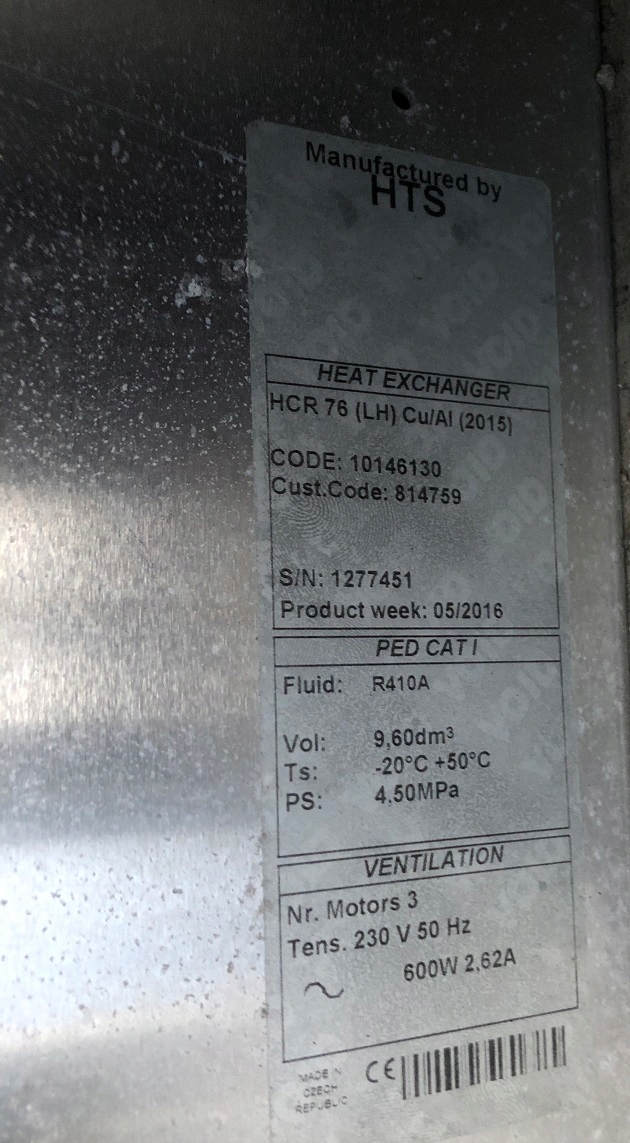 Manufactured by
HTS
HEAT EXCHANGER
HCR 76 (LH) Cu/Al (2015)
CODE: 10146130
Cust.Code: 814759
S/N: 1277451
Product week: 05/2016
PED CAT I
Fluid: R410A
Vol: 9,60dm³
Ts: -20°C +50°C
PS: 4,50MPa
VENTILATION
Nr. Motors 3
Tens. 230 V 50 Hz
600W 2,62A
MADE IN
CZECH
REPUBLIC
CE